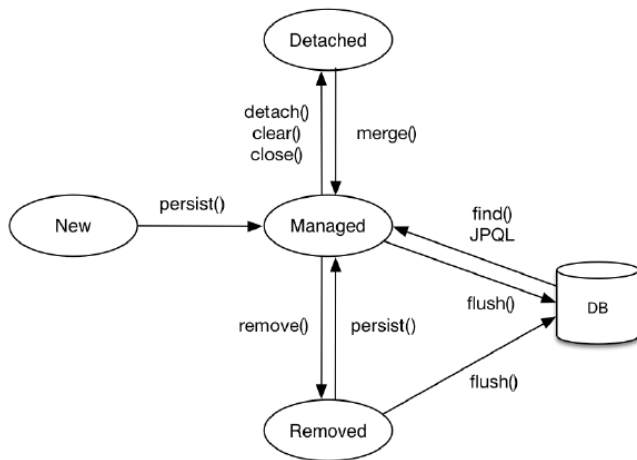 Detached
detach()
clear()
close()
merge()
New
persist()
Managed
find()
JPQL
flush()
DB
remove()
persist()
flush()
Removed